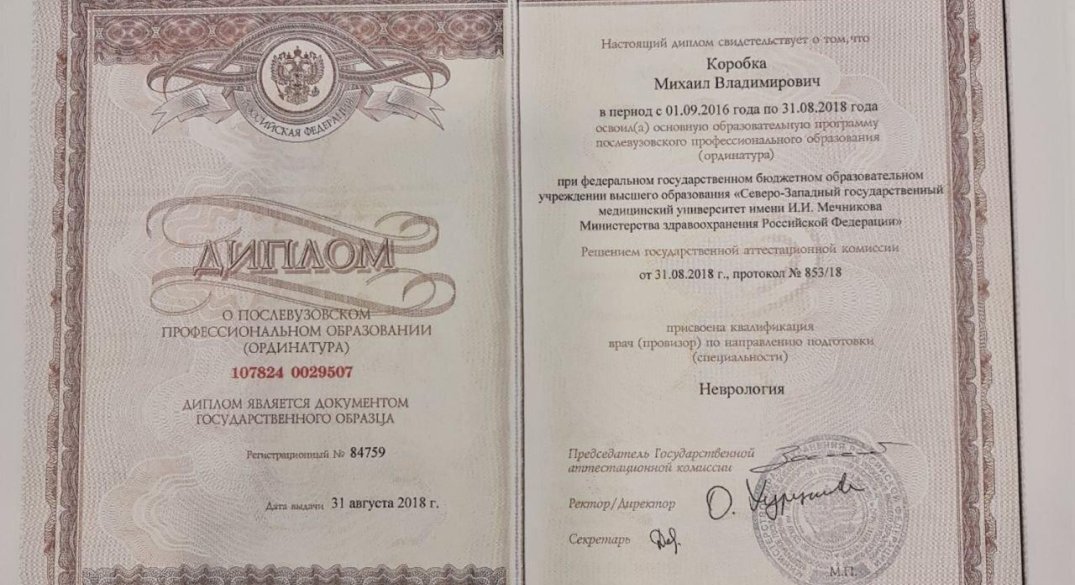 РОССИЙСКАЯ ФЕДЕРАЦИЯ
ДИПЛОМ
О ПОСЛЕВУЗОВСКОМ
ПРОФЕССИОНАЛЬНОМ ОБРАЗОВАНИИ
(ОРДИНАТУРА)
107824 0029507
ДИПЛОМ ЯВЛЯЕТСЯ ДОКУМЕНТОМ
ГОСУДАРСТВЕННОГО ОБРАЗЦА
Регистрационный № 84759
Дата выдачи 31 августа 2018 г.
Настоящий диплом свидетельствует о том, что
Коробка
Михаил Владимирович
в период с 01.09.2016 года по 31.08.2018 года
освоил(а) основную образовательную программу
послевузовского профессионального образования
(ординатура)
при федеральном государственном бюджетном образовательном
учреждении высшего образования «Северо-Западный государственный
медицинский университет имени И.И. Мечникова
Министерства здравоохранения Российской Федерации»
Решением государственной аттестационной комиссии
от 31.08.2018 г., протокол № 853/18
присвоена квалификация
врач (провизор) по направлению подготовки
(специальности)
Неврология
Председатель Государственной
аттестационной комиссии
Ректор/Директор
Секретарь
М.П.